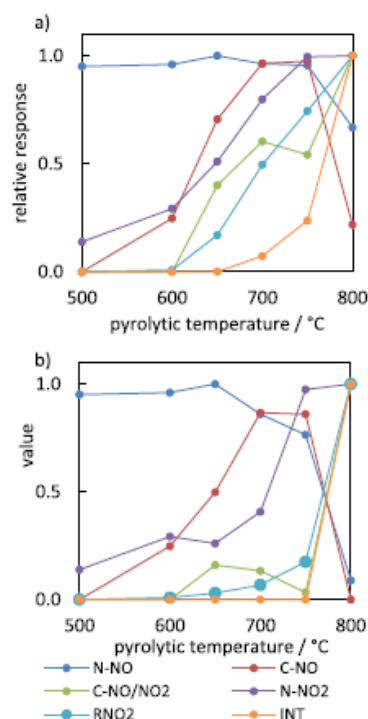 a)
relative response
1.0
0.5
0.0
500 600 700 800
pyrolytic temperature / °C
b)
value
1.0
0.5
0.0
500 600 700 800
pyrolytic temperature / °C
N-NO C-NO
C-NO/NO2 N-NO2
RNO2 INT